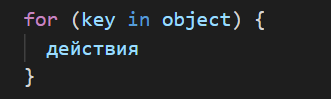 for (key in object) {
  действия
}